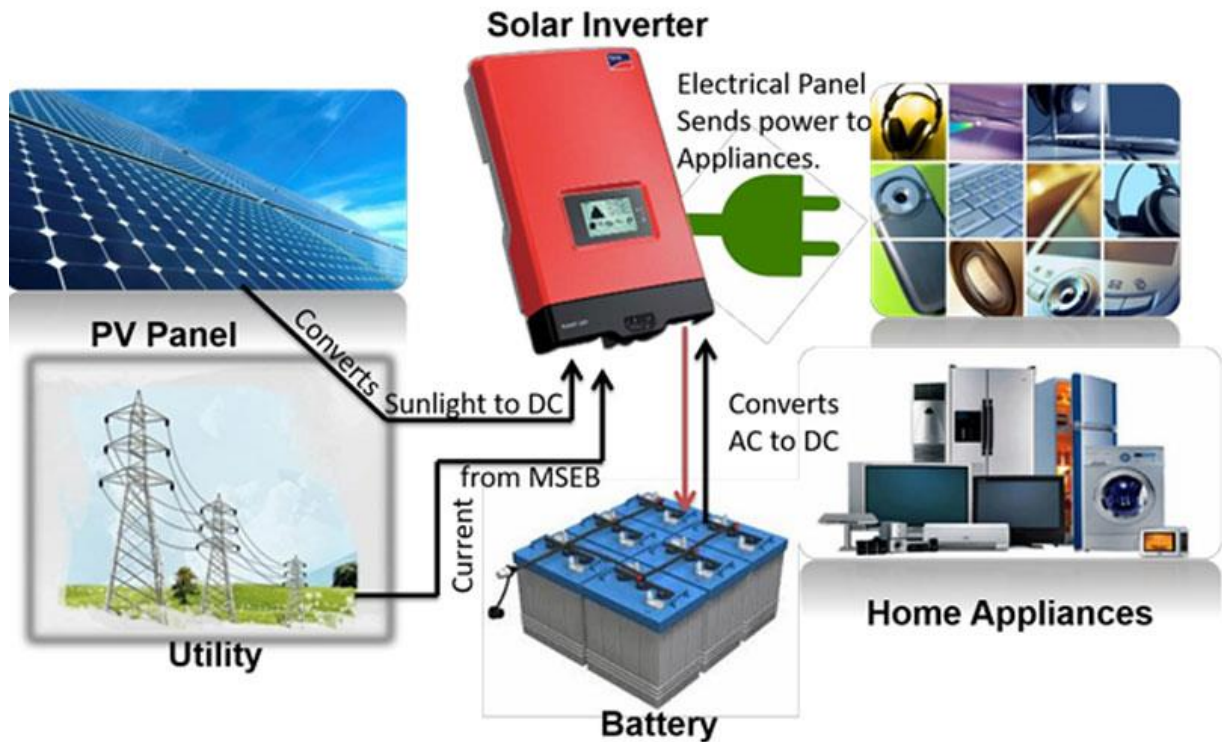 Solar Inverter
Electrical Panel
Sends power to
Appliances.
PV Panel
Converts
Sunlight to DC
Converts
AC to DC
from MSEB
Current
Utility
Battery
Home Appliances